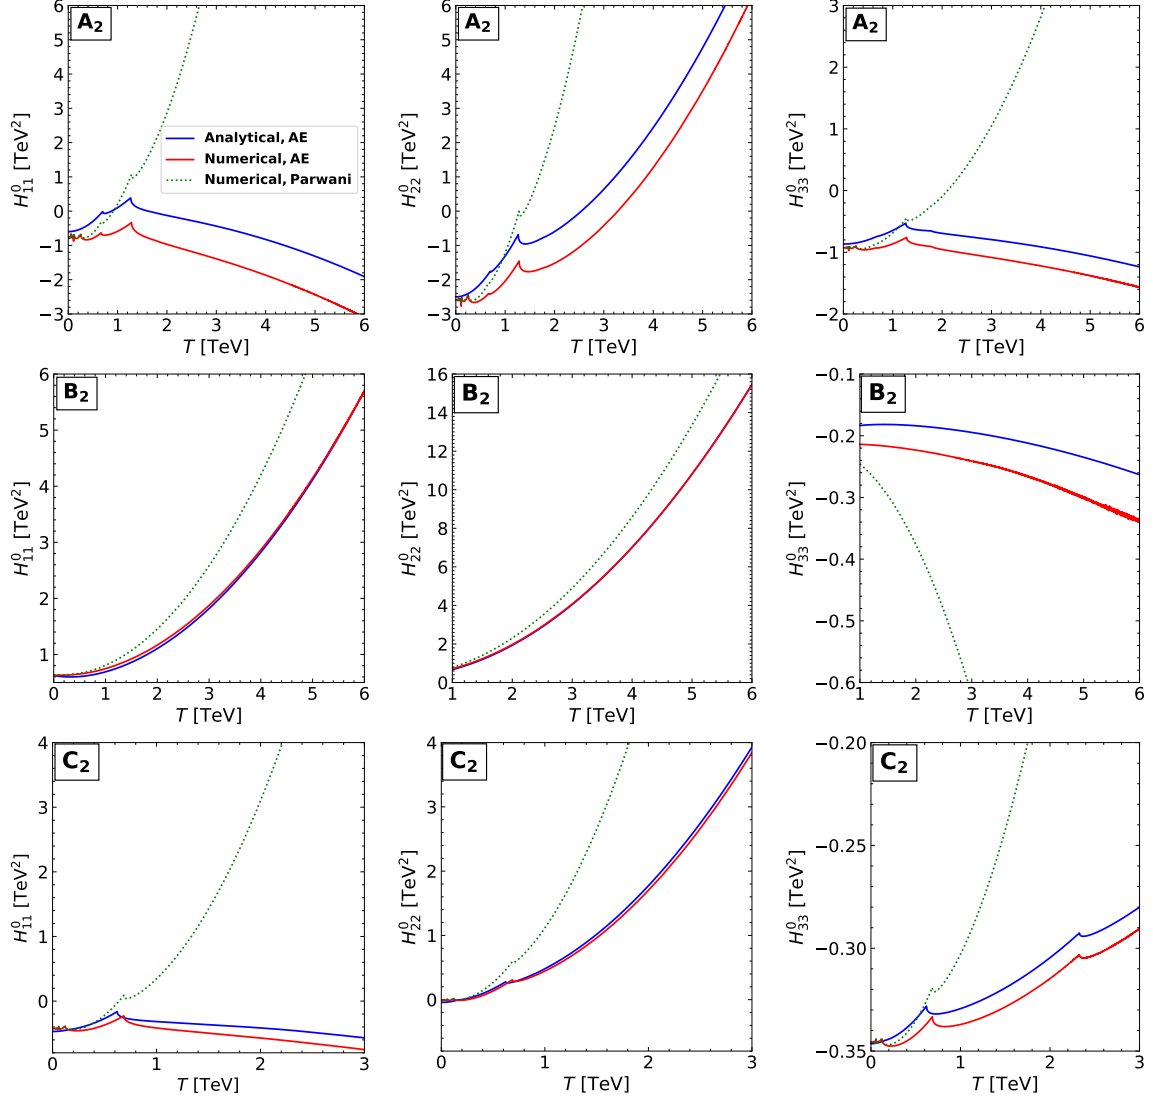 A₂
H⁰₁₁ [TeV²]
6
5
4
3
2
1
0
−1
−2
−3
Analytical, AE
Numerical, AE
Numerical, Parwani
0 1 2 3 4 5 6
T [TeV]
A₂
H⁰₂₂ [TeV²]
6
5
4
3
2
1
0
−1
−2
−3
0 1 2 3 4 5 6
T [TeV]
A₂
H⁰₃₃ [TeV²]
3
2
1
0
−1
−2
0 1 2 3 4 5 6
T [TeV]
B₂
H⁰₁₁ [TeV²]
6
5
4
3
2
1
0 1 2 3 4 5 6
T [TeV]
B₂
H⁰₂₂ [TeV²]
16
14
12
10
8
6
4
2
0
1 2 3 4 5 6
T [TeV]
B₂
H⁰₃₃ [TeV²]
−0.1
−0.2
−0.3
−0.4
−0.5
−0.6
1 2 3 4 5 6
T [TeV]
C₂
H⁰₁₁ [TeV²]
4
3
2
1
0
0 1 2 3
T [TeV]
C₂
H⁰₂₂ [TeV²]
4
3
2
1
0
0 1 2 3
T [TeV]
C₂
H⁰₃₃ [TeV²]
−0.20
−0.25
−0.30
−0.35
0 1 2 3
T [TeV]